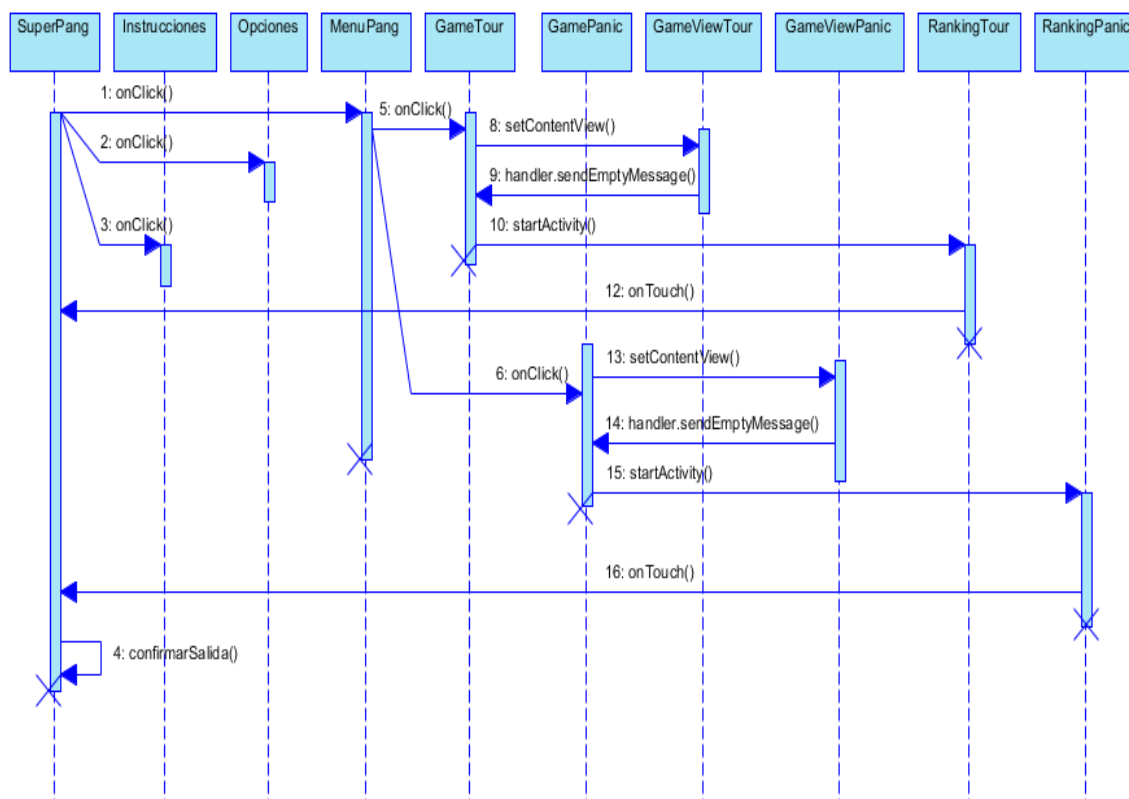 SuperPang
Instrucciones
Opciones
MenuPang
GameTour
GamePanic
GameViewTour
GameViewPanic
RankingTour
RankingPanic
1: onClick()
5: onClick()
8: setContentView()
2: onClick()
9: handler.sendEmptyMessage()
3: onClick()
10: startActivity()
12: onTouch()
13: setContentView()
6: onClick()
14: handler.sendEmptyMessage()
15: startActivity()
16: onTouch()
4: confirmarSalida()